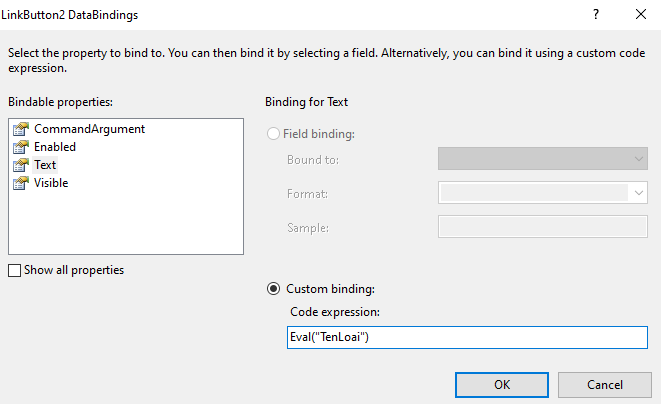 LinkButton2 DataBindings
Select the property to bind to. You can then bind it by selecting a field. Alternatively, you can bind it using a custom code
expression.
Bindable properties:
Binding for Text
CommandArgument
Enabled
Text
Visible
Show all properties
Field binding:
Bound to:
Format:
Sample:
Custom binding:
Code expression:
Eval("TenLoai")
OK
Cancel